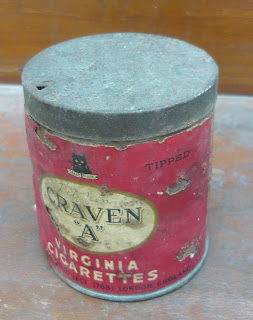 TIPPED
CRAVEN
"A"
VIRGINIA
CIGARETTES
LONDON, ENGLAND